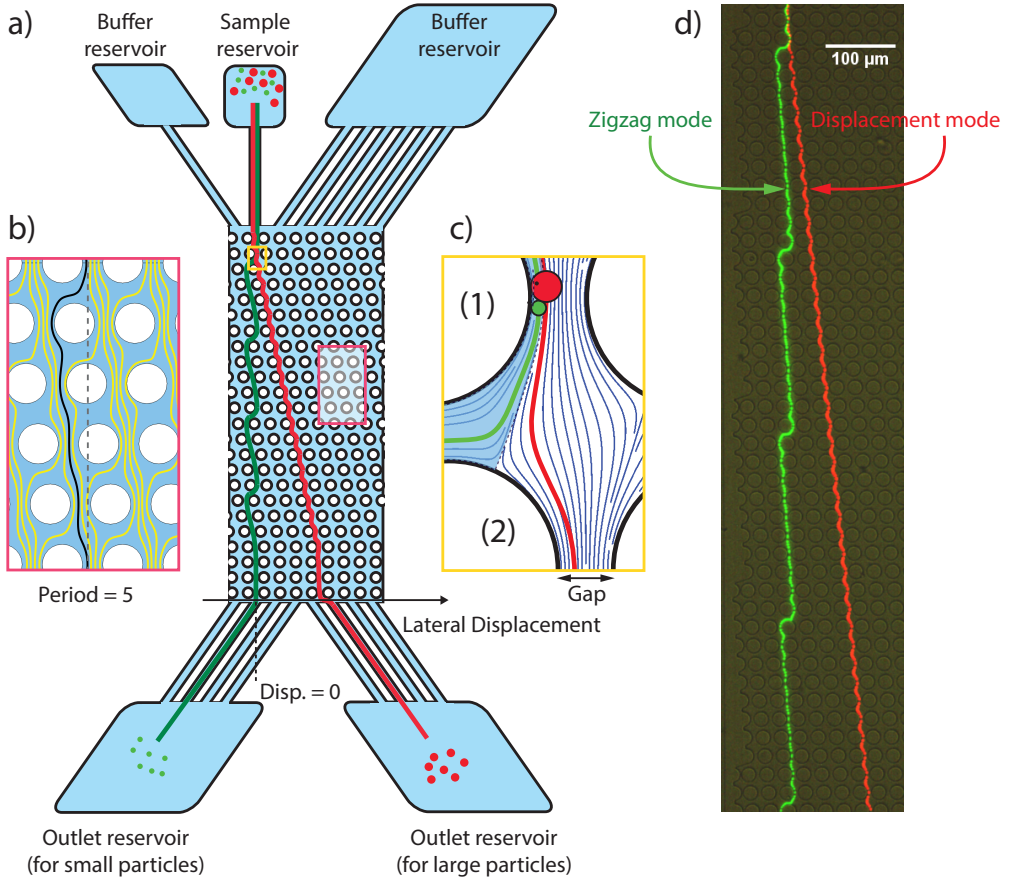 a)
Buffer
reservoir
Sample
reservoir
Buffer
reservoir
b)
Period = 5
c)
(1)
(2)
Gap
Lateral Displacement
Disp. = 0
Outlet reservoir
(for small particles)
Outlet reservoir
(for large particles)
d)
100 µm
Zigzag mode
Displacement mode